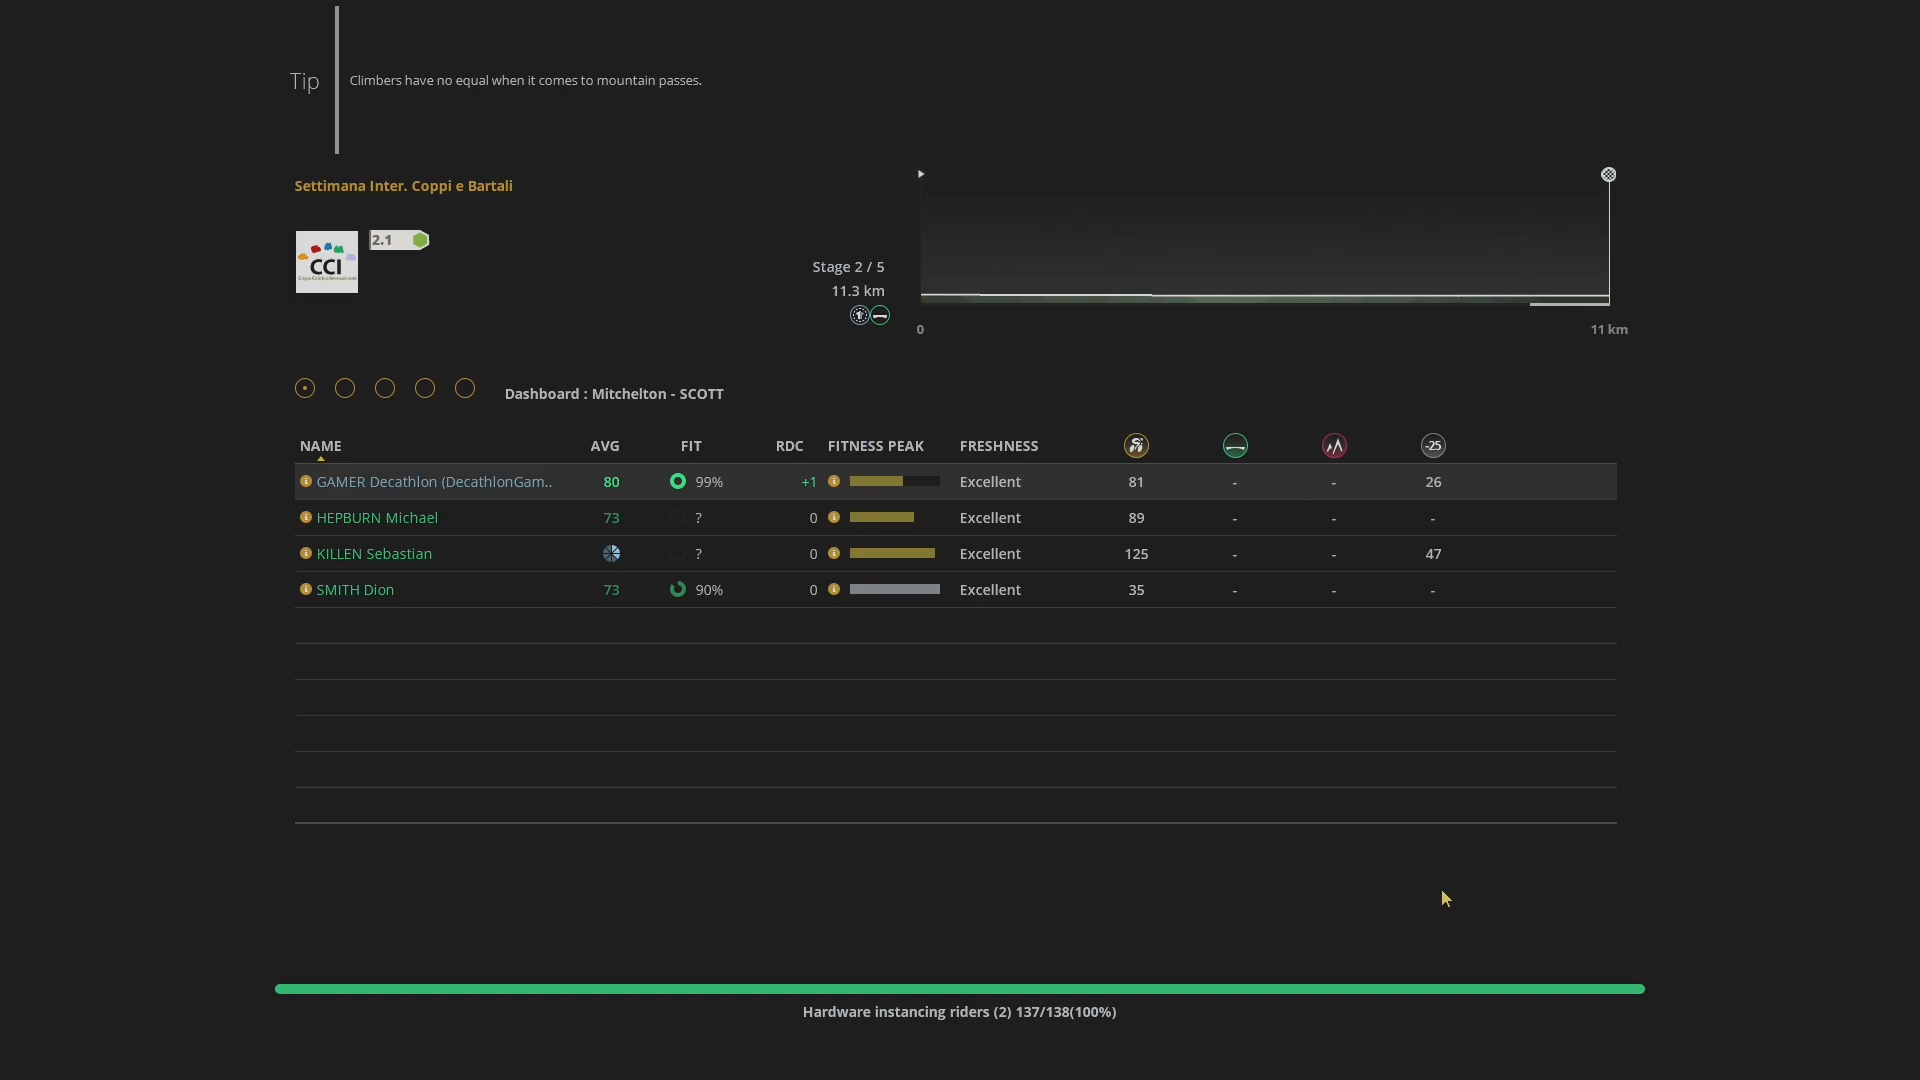 Tip
Climbers have no equal when it comes to mountain passes.
Settimana Inter. Coppi e Bartali
CCI
2.1
Stage 2 / 5
11.3 km
0 11 km
Dashboard : Mitchelton - SCOTT
NAME AVG FIT RDC FITNESS PEAK FRESHNESS -25
GAMER Decathlon (DecathlonGam.. 80 99% +1 Excellent 81 - - 26
HEPBURN Michael 73 ? 0 Excellent 89 - - -
KILLEN Sebastian ? 0 Excellent 125 - - 47
SMITH Dion 73 90% 0 Excellent 35 - - -
Hardware instancing riders (2) 137/138(100%)